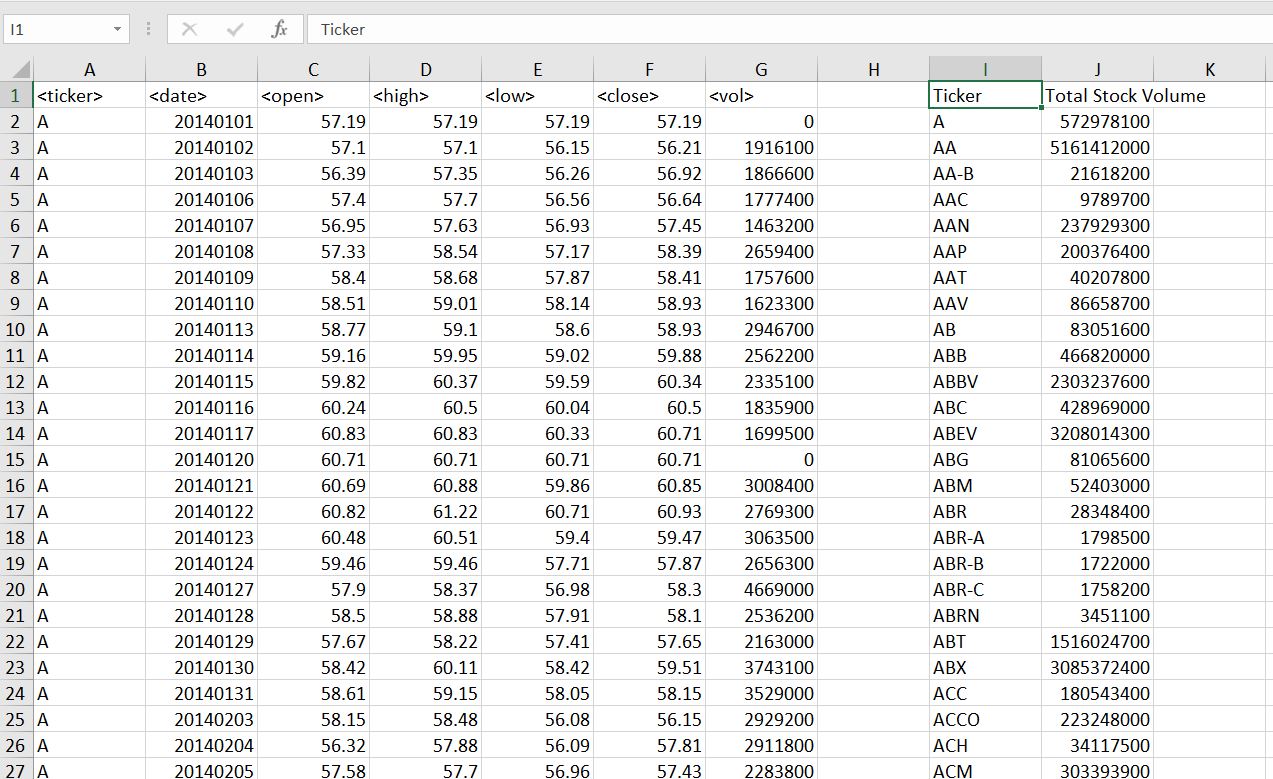 I1 fx Ticker
A B C D E F G H I J K
1 <ticker> <date> <open> <high> <low> <close> <vol> Ticker Total Stock Volume
2 A 20140101 57.19 57.19 57.19 57.19 0 A 572978100
3 A 20140102 57.1 57.1 56.15 56.21 1916100 AA 5161412000
4 A 20140103 56.39 57.35 56.26 56.92 1866600 AA-B 21618200
5 A 20140106 57.4 57.7 56.56 56.64 1777400 AAC 9789700
6 A 20140107 56.95 57.63 56.93 57.45 1463200 AAN 237929300
7 A 20140108 57.33 58.54 57.17 58.39 2659400 AAP 200376400
8 A 20140109 58.4 58.68 57.87 58.41 1757600 AAT 40207800
9 A 20140110 58.51 59.01 58.14 58.93 1623300 AAV 86658700
10 A 20140113 58.77 59.1 58.6 58.93 2946700 AB 83051600
11 A 20140114 59.16 59.95 59.02 59.88 2562200 ABB 466820000
12 A 20140115 59.82 60.37 59.59 60.34 2335100 ABBV 2303237600
13 A 20140116 60.24 60.5 60.04 60.5 1835900 ABC 428969000
14 A 20140117 60.83 60.83 60.33 60.71 1699500 ABEV 3208014300
15 A 20140120 60.71 60.71 60.71 60.71 0 ABG 81065600
16 A 20140121 60.69 60.88 59.86 60.85 3008400 ABM 52403000
17 A 20140122 60.82 61.22 60.71 60.93 2769300 ABR 28348400
18 A 20140123 60.48 60.51 59.4 59.47 3063500 ABR-A 1798500
19 A 20140124 59.46 59.46 57.71 57.87 2656300 ABR-B 1722000
20 A 20140127 57.9 58.37 56.98 58.3 4669000 ABR-C 1758200
21 A 20140128 58.5 58.88 57.91 58.1 2536200 ABRN 3451100
22 A 20140129 57.67 58.22 57.41 57.65 2163000 ABT 1516024700
23 A 20140130 58.42 60.11 58.42 59.51 3743100 ABX 3085372400
24 A 20140131 58.61 59.15 58.05 58.15 3529000 ACC 180543400
25 A 20140203 58.15 58.48 56.08 56.15 2929200 ACCO 223248000
26 A 20140204 56.32 57.88 56.09 57.81 2911800 ACH 34117500
27 A 20140205 57.58 57.7 56.96 57.43 2283800 ACM 303393900